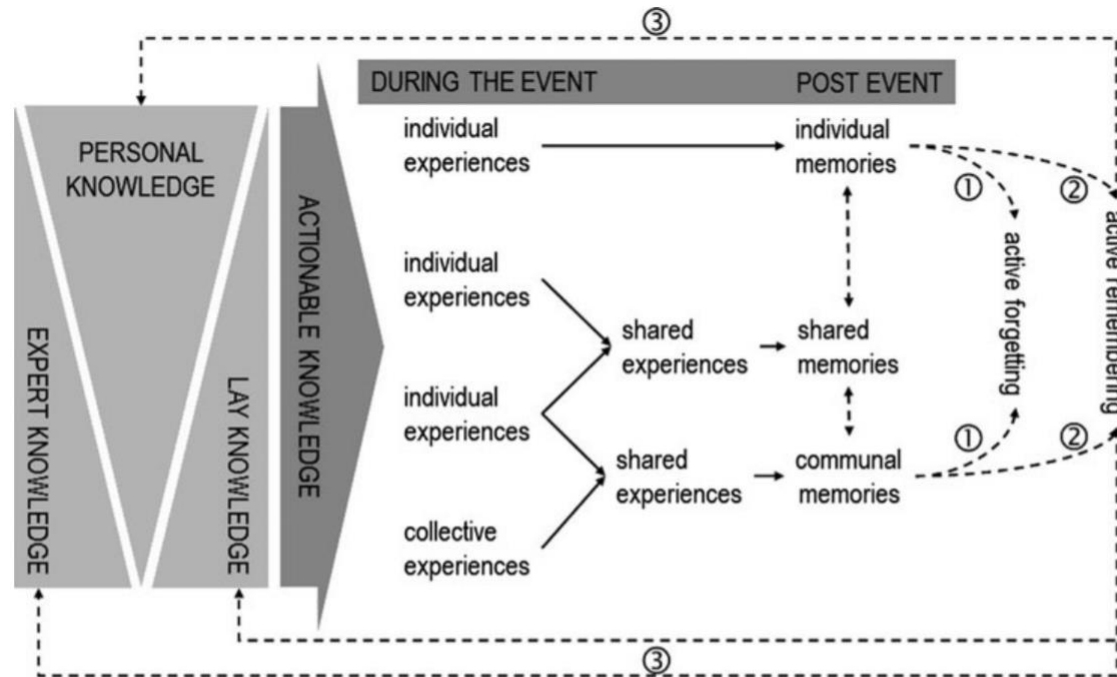 ③
DURING THE EVENT
POST EVENT
PERSONAL
KNOWLEDGE
EXPERT KNOWLEDGE
LAY KNOWLEDGE
ACTIONABLE KNOWLEDGE
individual
experiences
individual
memories
①
②
individual
experiences
shared
experiences
shared
memories
active forgetting
active remembering
individual
experiences
①
②
shared
experiences
communal
memories
collective
experiences
③